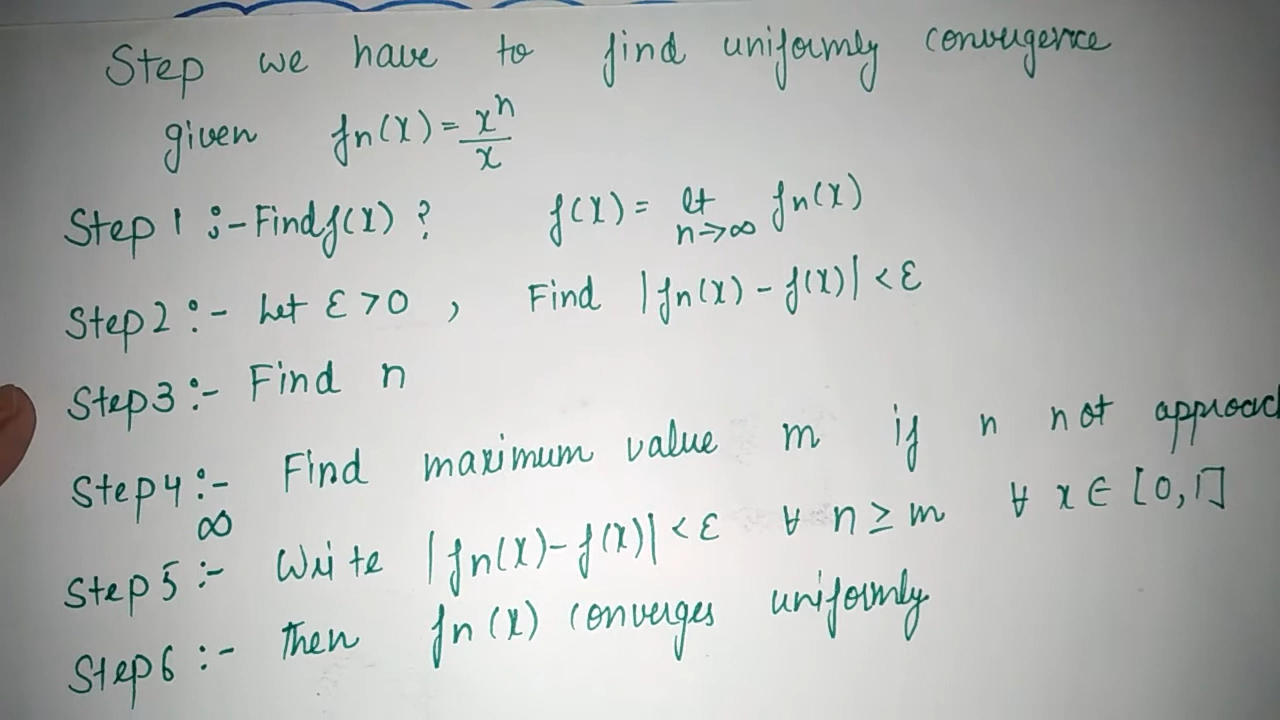 Step we have to find uniformly convergence
given fn(x) = xⁿ/x
Step 1 :- Find f(x) ? f(x) = lt n→∞ fn(x)
Step 2 :- Let ε > 0 , Find |fn(x) - f(x)| < ε
Step 3 :- Find n
Step 4 :- Find maximum value m if n not approach
∞
Step 5 :- Write |fn(x) - f(x)| < ε ∀ n ≥ m ∀ x ∈ [0,1]
Step 6 :- then fn(x) converges uniformly